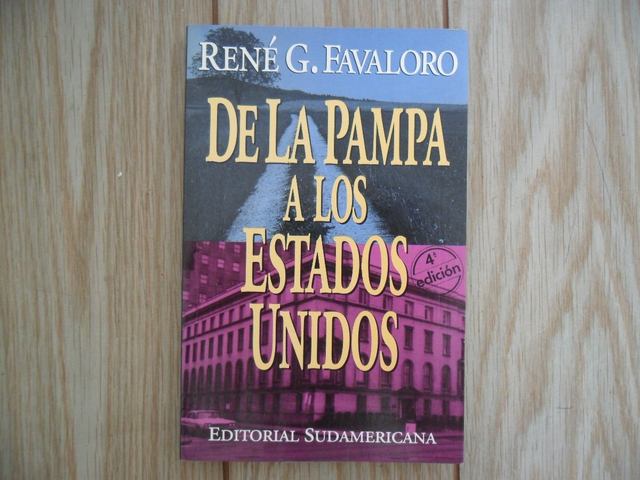 RENÉ G. FAVALORO
DE LA PAMPA
A LOS
ESTADOS
UNIDOS
4ª
edición
EDITORIAL SUDAMERICANA